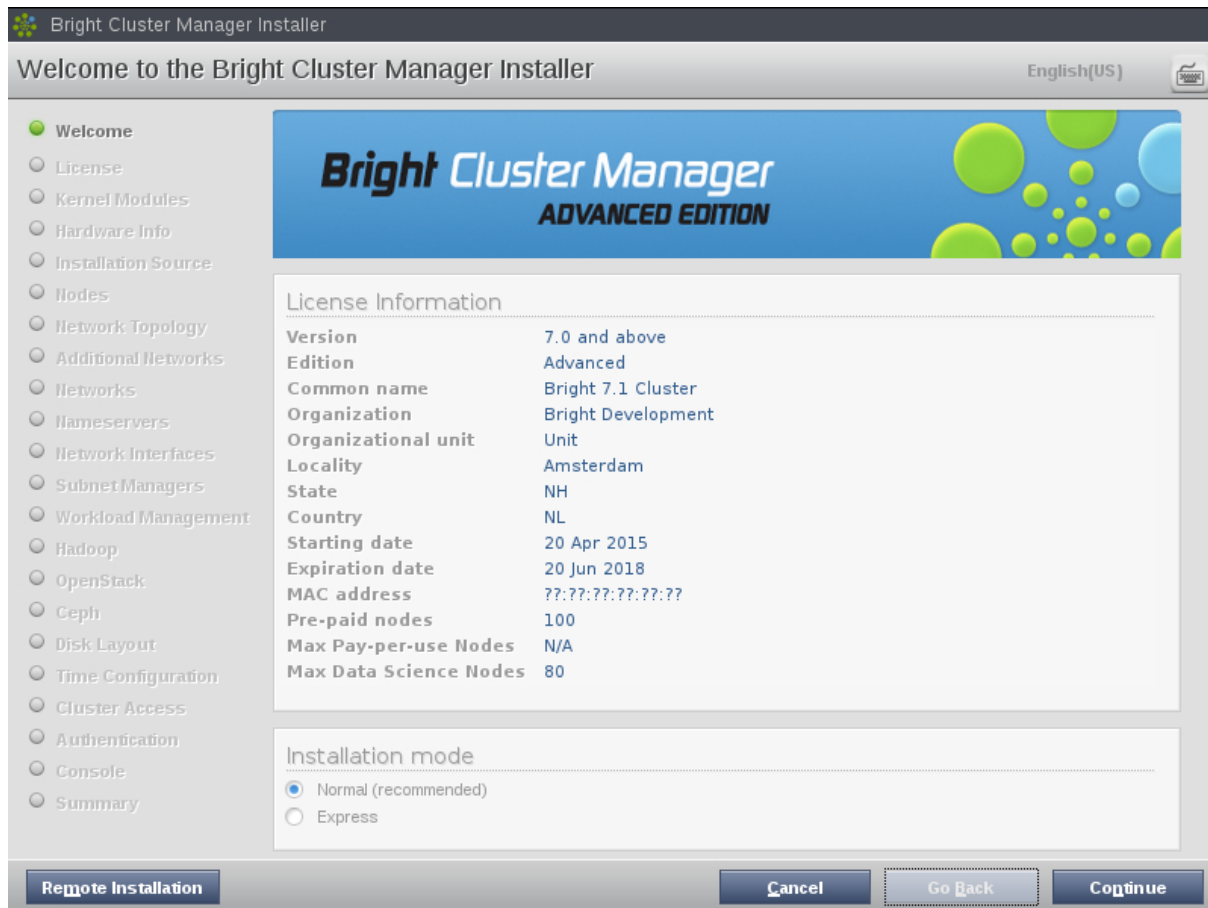 Bright Cluster Manager Installer
Welcome to the Bright Cluster Manager Installer
English(US)
Welcome
License
Kernel Modules
Hardware Info
Installation Source
Nodes
Network Topology
Additional Networks
Networks
Nameservers
Network Interfaces
Subnet Managers
Workload Management
Hadoop
OpenStack
Ceph
Disk Layout
Time Configuration
Cluster Access
Authentication
Console
Summary
Bright Cluster Manager
ADVANCED EDITION
License Information
Version 7.0 and above
Edition Advanced
Common name Bright 7.1 Cluster
Organization Bright Development
Organizational unit Unit
Locality Amsterdam
State NH
Country NL
Starting date 20 Apr 2015
Expiration date 20 Jun 2018
MAC address ??:??:??:??:??:??
Pre-paid nodes 100
Max Pay-per-use Nodes N/A
Max Data Science Nodes 80
Installation mode
Normal (recommended)
Express
Remote Installation
Cancel
Go Back
Continue